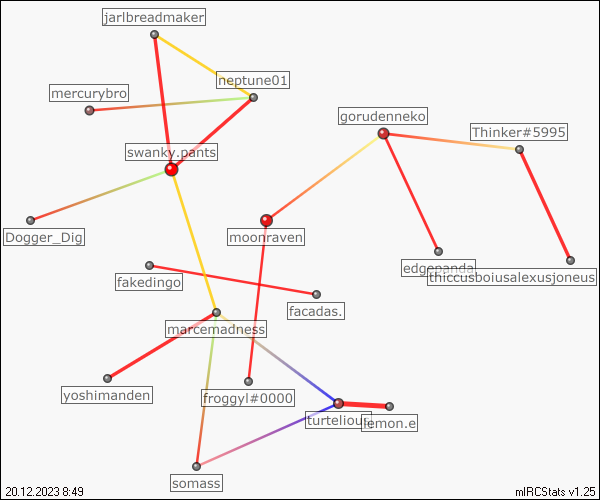 jarlbreadmaker
neptune01
mercurybro
gorudenneko
Thinker#5995
swanky.pants
Dogger_Dig
moonraven
edgepanda
thiccusboiusalexusjoneus
fakedingo
facadas.
marcemadness
yoshimanden
froggyl#0000
turtelious
lemon.e
somass
20.12.2023 8:49
mIRCStats v1.25